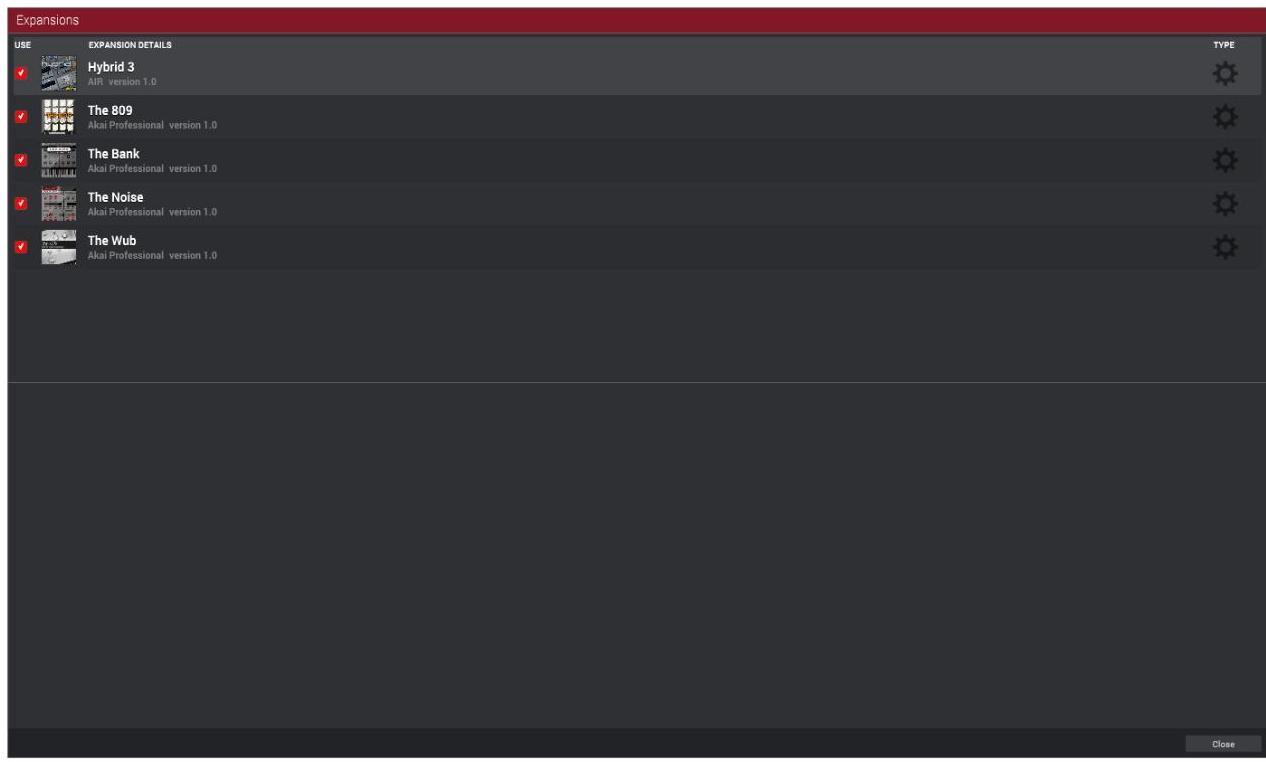 Expansions
USE EXPANSION DETAILS TYPE
Hybrid 3
AIR version 1.0
The 809
Akai Professional version 1.0
The Bank
Akai Professional version 1.0
The Noise
Akai Professional version 1.0
The Wub
Akai Professional version 1.0
Close